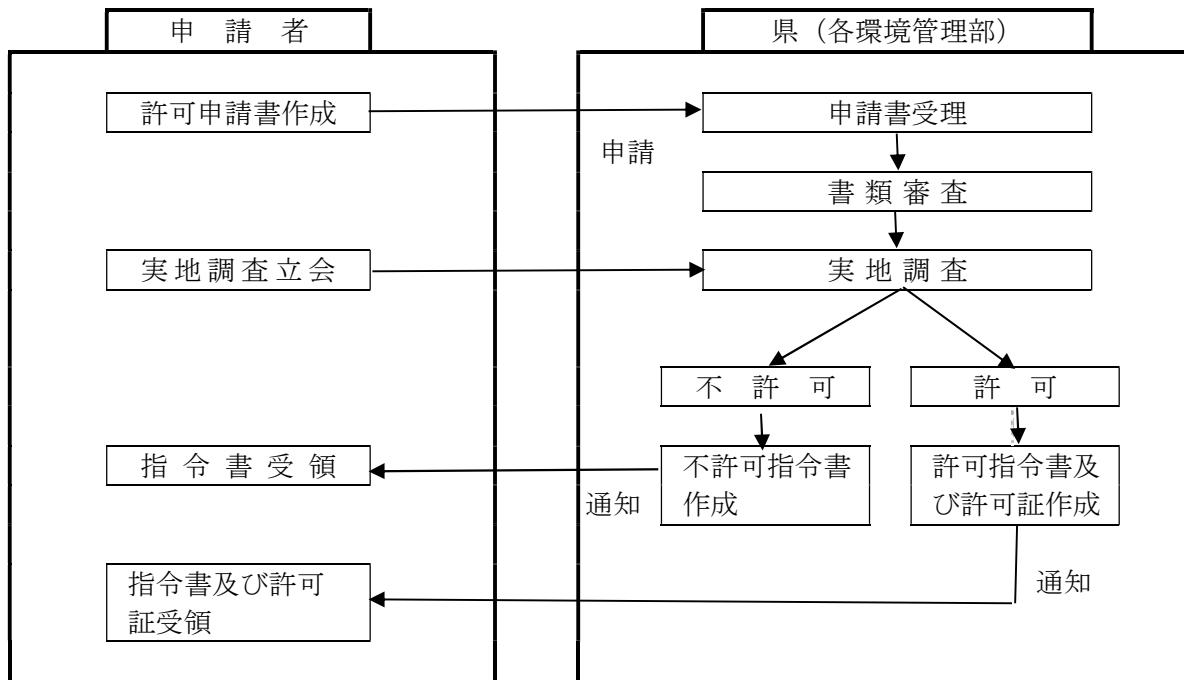 申 請 者
県（各環境管理部）
許可申請書作成
申請書受理
申請
書 類 審 査
実地調査立会
実 地 調 査
不 許 可
許 可
指 令 書 受 領
不許可指令書
作成
許可指令書及
び許可証作成
通知
指令書及び許可
証受領
通知